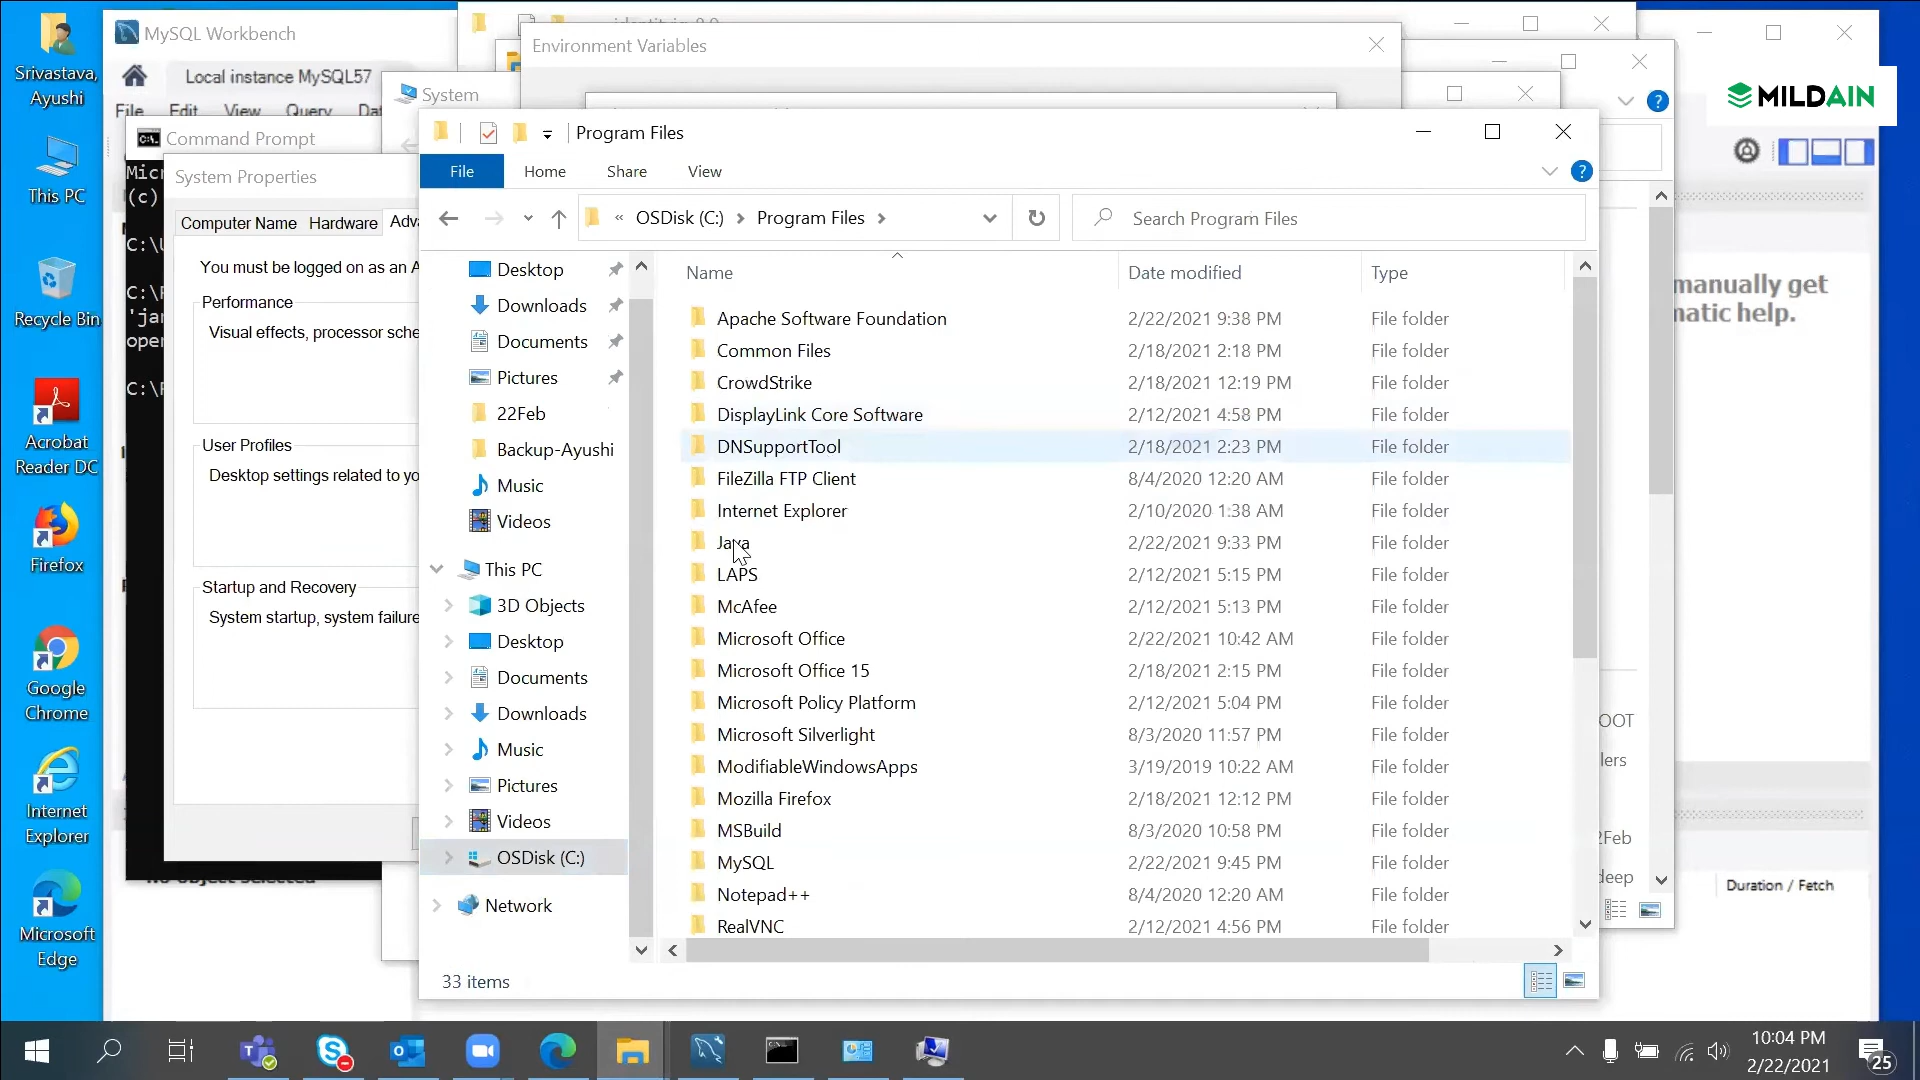 Srivastava,
Ayushi
This PC
Recycle Bin
Acrobat
Reader DC
Firefox
Google
Chrome
Internet
Explorer
Microsoft
Edge
MySQL Workbench
Local instance MySQL57
File Edit View Query Dat
Command Prompt
Micr
(c)
C:\U
C:\P
'jar
oper
C:\P
System
Environment Variables
System Properties
Computer Name Hardware Adva
You must be logged on as an A
Performance
Visual effects, processor sche
User Profiles
Desktop settings related to yo
Startup and Recovery
System startup, system failure
MILDAIN
manually get
matic help.
OOT
lers
2Feb
deep
Duration / Fetch
Program Files
File Home Share View
« OSDisk (C:) > Program Files >
Search Program Files
Desktop
Downloads
Documents
Pictures
22Feb
Backup-Ayushi
Music
Videos
This PC
3D Objects
Desktop
Documents
Downloads
Music
Pictures
Videos
OSDisk (C:)
Network
Name Date modified Type
Apache Software Foundation 2/22/2021 9:38 PM File folder
Common Files 2/18/2021 2:18 PM File folder
CrowdStrike 2/18/2021 12:19 PM File folder
DisplayLink Core Software 2/12/2021 4:58 PM File folder
DNSupportTool 2/18/2021 2:23 PM File folder
FileZilla FTP Client 8/4/2020 12:20 AM File folder
Internet Explorer 2/10/2020 1:38 AM File folder
Java 2/22/2021 9:33 PM File folder
LAPS 2/12/2021 5:15 PM File folder
McAfee 2/12/2021 5:13 PM File folder
Microsoft Office 2/22/2021 10:42 AM File folder
Microsoft Office 15 2/18/2021 2:15 PM File folder
Microsoft Policy Platform 2/12/2021 5:04 PM File folder
Microsoft Silverlight 8/3/2020 11:57 PM File folder
ModifiableWindowsApps 3/19/2019 10:22 AM File folder
Mozilla Firefox 2/18/2021 12:12 PM File folder
MSBuild 8/3/2020 10:58 PM File folder
MySQL 2/22/2021 9:45 PM File folder
Notepad++ 8/4/2020 12:20 AM File folder
RealVNC 2/12/2021 4:56 PM File folder
33 items
10:04 PM
2/22/2021
25